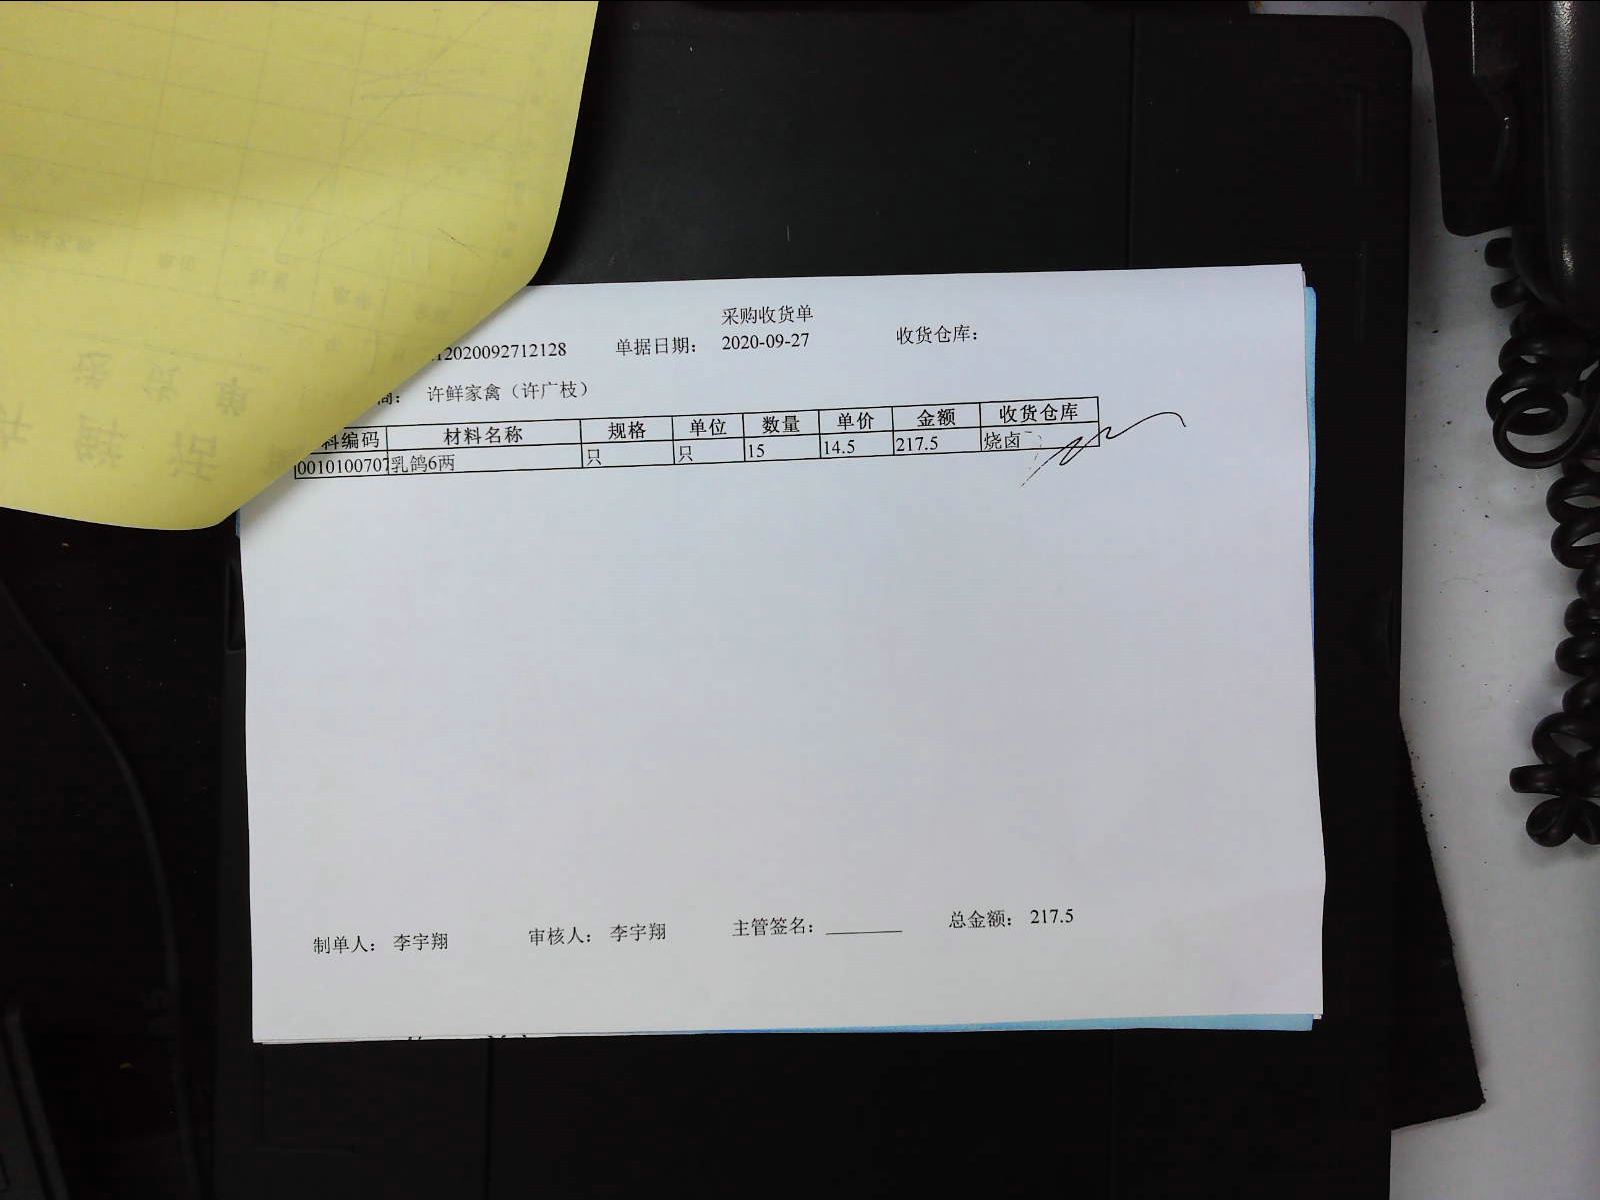 采购收货单
2020092712128 单据日期： 2020-09-27 收货仓库：
商： 许鲜家禽（许广枝）
料编码 材料名称 规格 单位 数量 单价 金额 收货仓库
0010100707 乳鸽6两 只 只 15 14.5 217.5 烧卤
制单人： 李宇翔 审核人： 李宇翔 主管签名： 总金额： 217.5